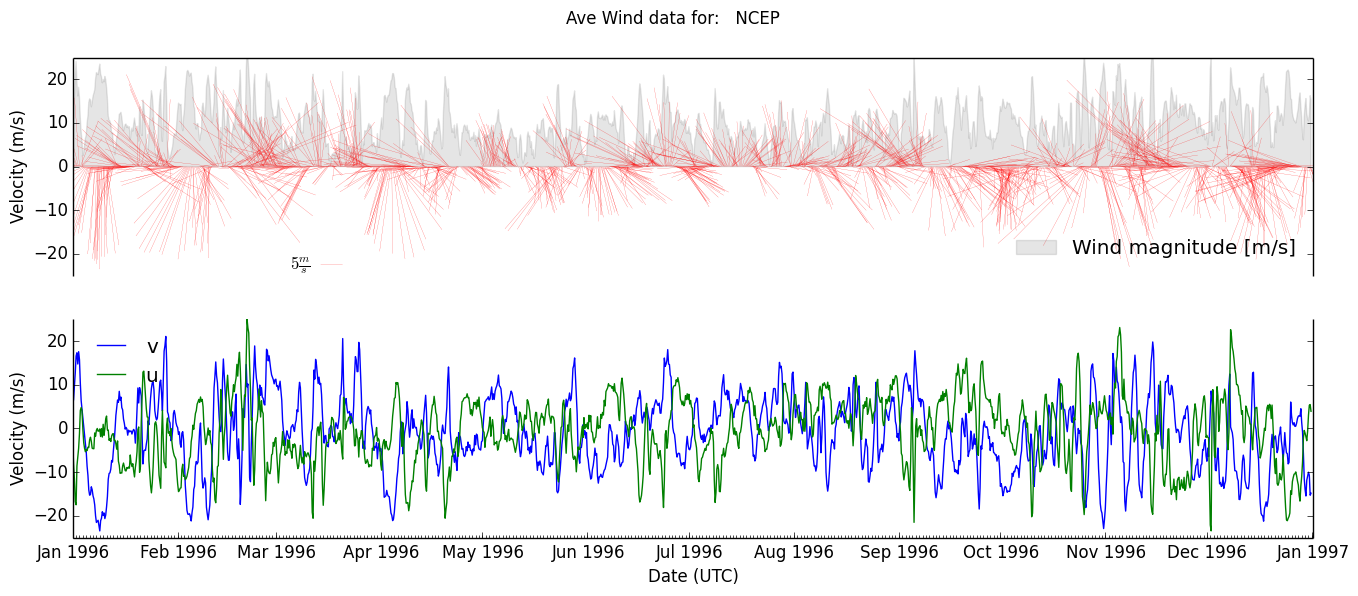 Ave Wind data for:   NCEP
Velocity (m/s)
20
10
0
−10
−20
5 m/s
Wind magnitude [m/s]
Velocity (m/s)
20
10
0
−10
−20
v
u
Jan 1996 Feb 1996 Mar 1996 Apr 1996 May 1996 Jun 1996 Jul 1996 Aug 1996 Sep 1996 Oct 1996 Nov 1996 Dec 1996 Jan 1997
Date (UTC)